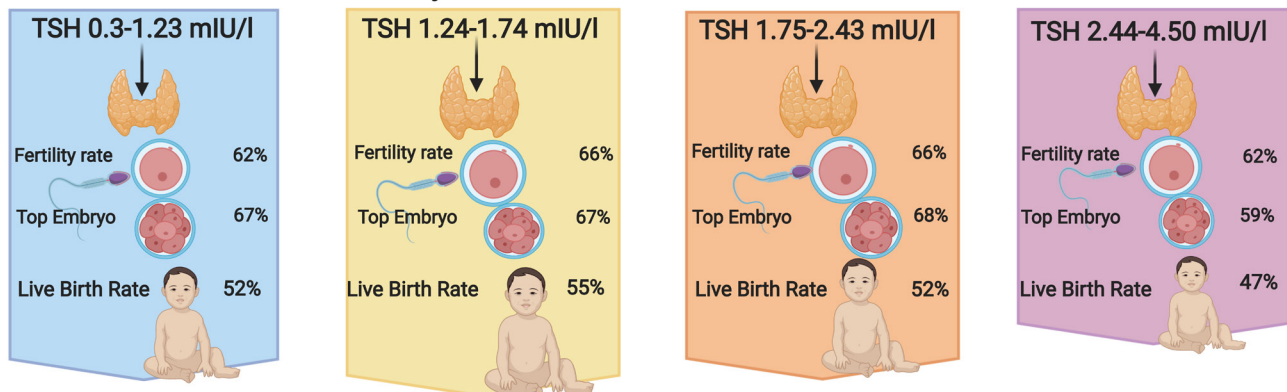 TSH 0.3-1.23 mIU/l
Fertility rate 62%
Top Embryo 67%
Live Birth Rate 52%
TSH 1.24-1.74 mIU/l
Fertility rate 66%
Top Embryo 67%
Live Birth Rate 55%
TSH 1.75-2.43 mIU/l
Fertility rate 66%
Top Embryo 68%
Live Birth Rate 52%
TSH 2.44-4.50 mIU/l
Fertility rate 62%
Top Embryo 59%
Live Birth Rate 47%